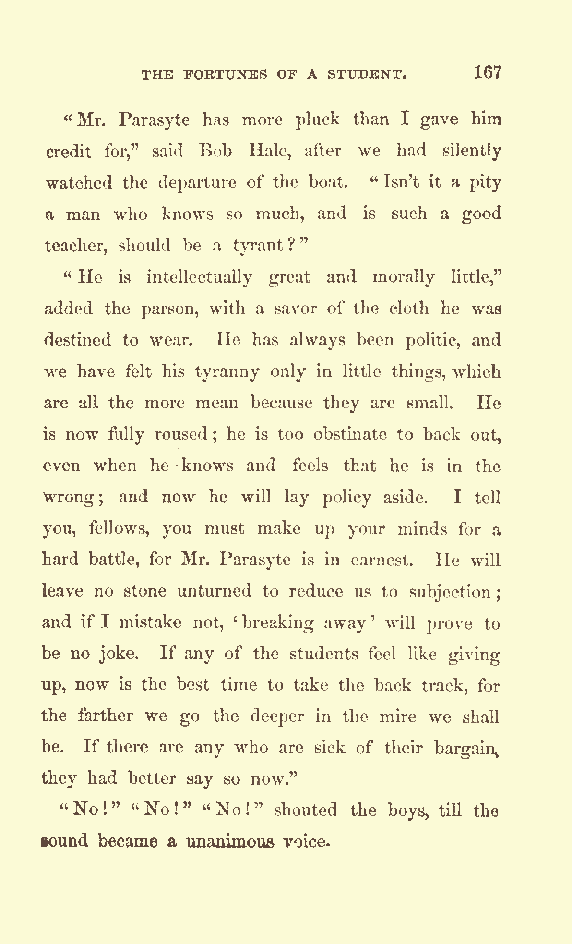 THE FORTUNES OF A STUDENT. 167
"Mr. Parasyte has more pluck than I gave him
credit for," said Bob Hale, after we had silently
watched the departure of the boat. "Isn't it a pity
a man who knows so much, and is such a good
teacher, should be a tyrant?"
"He is intellectually great and morally little,"
added the parson, with a savor of the cloth he was
destined to wear. He has always been politic, and
we have felt his tyranny only in little things, which
are all the more mean because they are small. He
is now fully roused; he is too obstinate to back out,
even when he knows and feels that he is in the
wrong; and now he will lay policy aside. I tell
you, fellows, you must make up your minds for a
hard battle, for Mr. Parasyte is in earnest. He will
leave no stone unturned to reduce us to subjection;
and if I mistake not, 'breaking away' will prove to
be no joke. If any of the students feel like giving
up, now is the best time to take the back track, for
the farther we go the deeper in the mire we shall
be. If there are any who are sick of their bargain,
they had better say so now."
"No!" "No!" "No!" shouted the boys, till the
sound became a unanimous voice.